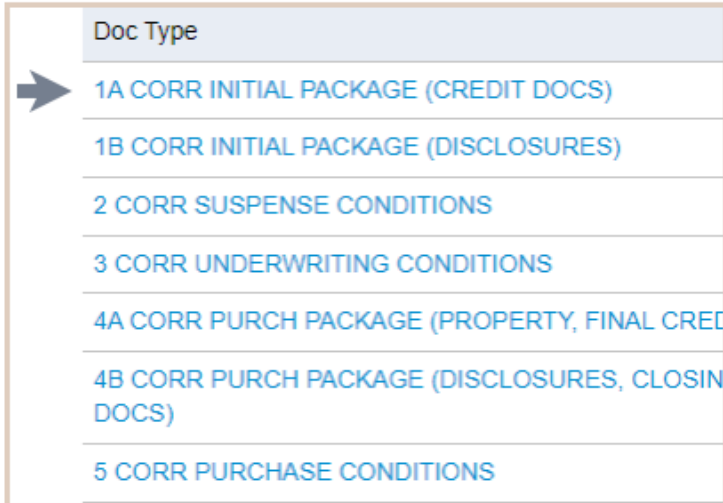 Doc Type
1A CORR INITIAL PACKAGE (CREDIT DOCS)
1B CORR INITIAL PACKAGE (DISCLOSURES)
2 CORR SUSPENSE CONDITIONS
3 CORR UNDERWRITING CONDITIONS
4A CORR PURCH PACKAGE (PROPERTY, FINAL CRED
4B CORR PURCH PACKAGE (DISCLOSURES, CLOSIN
DOCS)
5 CORR PURCHASE CONDITIONS